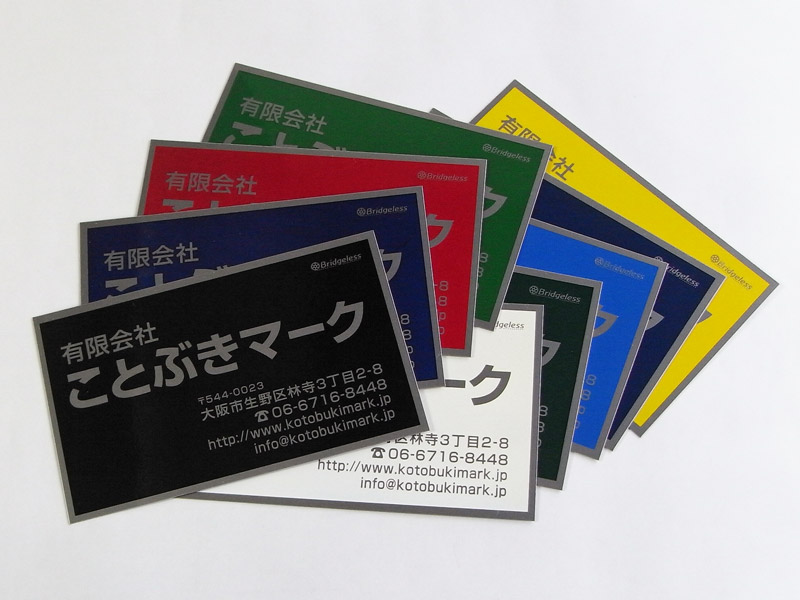 有限会社
Bridgeless
有限会社
Bridgeless
有限会社
Bridgeless
有限会社
Bridgeless
ことぶきマーク
〒544-0023
大阪市生野区林寺3丁目2-8
☎06-6716-8448
http://www.kotobukimark.jp
info@kotobukimark.jp
有限会社
Bridgeless
Bridgeless
Bridgeless
ーク
区林寺3丁目2-8
☎06-6716-8448
http://www.kotobukimark.jp
info@kotobukimark.jp